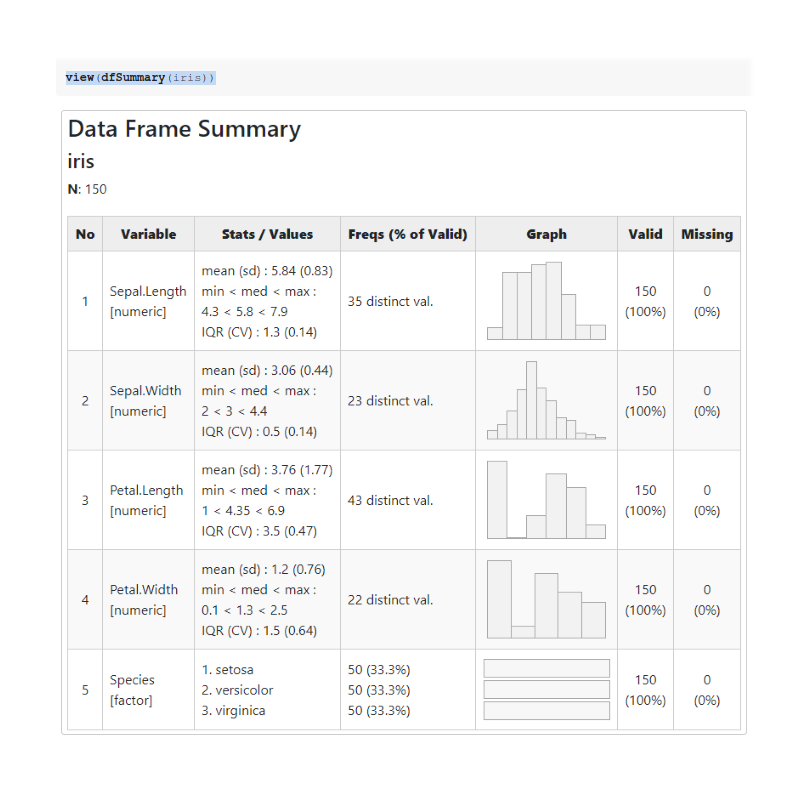 view(dfSummary(iris))
Data Frame Summary
iris
N: 150
No Variable Stats / Values Freqs (% of Valid) Graph Valid Missing
1 Sepal.Length [numeric] mean (sd) : 5.84 (0.83)
min < med < max :
4.3 < 5.8 < 7.9
IQR (CV) : 1.3 (0.14) 35 distinct val. 150 (100%) 0 (0%)
2 Sepal.Width [numeric] mean (sd) : 3.06 (0.44)
min < med < max :
2 < 3 < 4.4
IQR (CV) : 0.5 (0.14) 23 distinct val. 150 (100%) 0 (0%)
3 Petal.Length [numeric] mean (sd) : 3.76 (1.77)
min < med < max :
1 < 4.35 < 6.9
IQR (CV) : 3.5 (0.47) 43 distinct val. 150 (100%) 0 (0%)
4 Petal.Width [numeric] mean (sd) : 1.2 (0.76)
min < med < max :
0.1 < 1.3 < 2.5
IQR (CV) : 1.5 (0.64) 22 distinct val. 150 (100%) 0 (0%)
5 Species [factor] 1. setosa
2. versicolor
3. virginica 50 (33.3%)
50 (33.3%)
50 (33.3%) 150 (100%) 0 (0%)